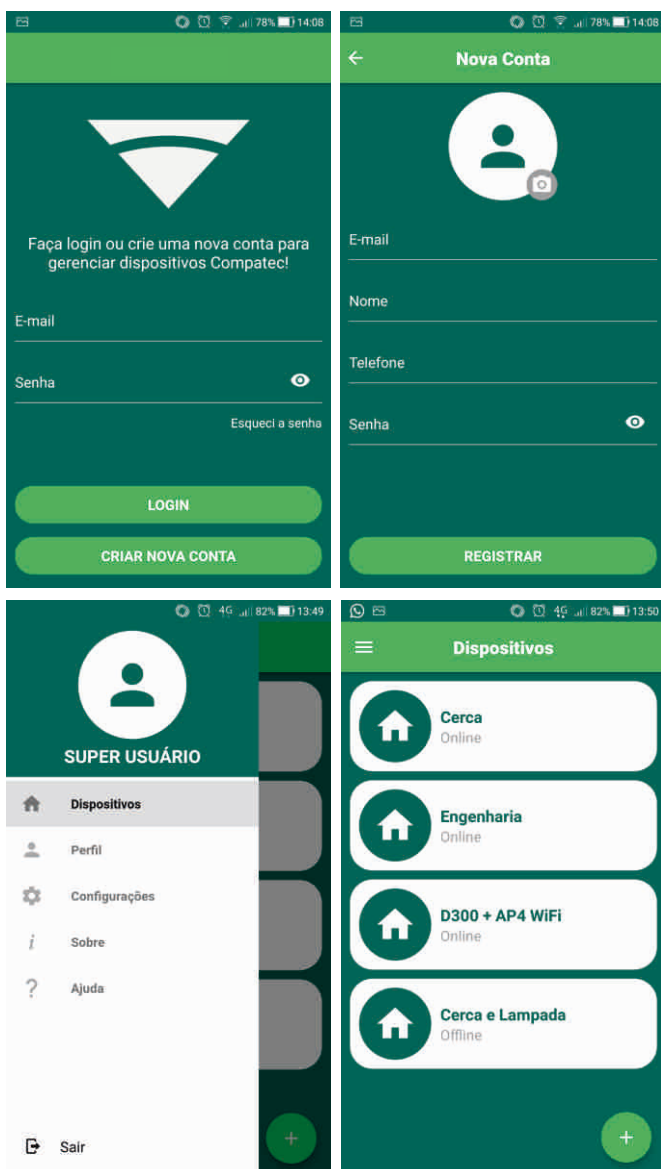 78% 14:08
Faça login ou crie uma nova conta para
gerenciar dispositivos Compatec!
E-mail
Senha
Esqueci a senha
LOGIN
CRIAR NOVA CONTA
78% 14:08
Nova Conta
E-mail
Nome
Telefone
Senha
REGISTRAR
4G 82% 13:49
SUPER USUÁRIO
Dispositivos
Perfil
Configurações
Sobre
Ajuda
Sair
4G 82% 13:50
Dispositivos
Cerca
Online
Engenharia
Online
D300 + AP4 WiFi
Online
Cerca e Lampada
Offline